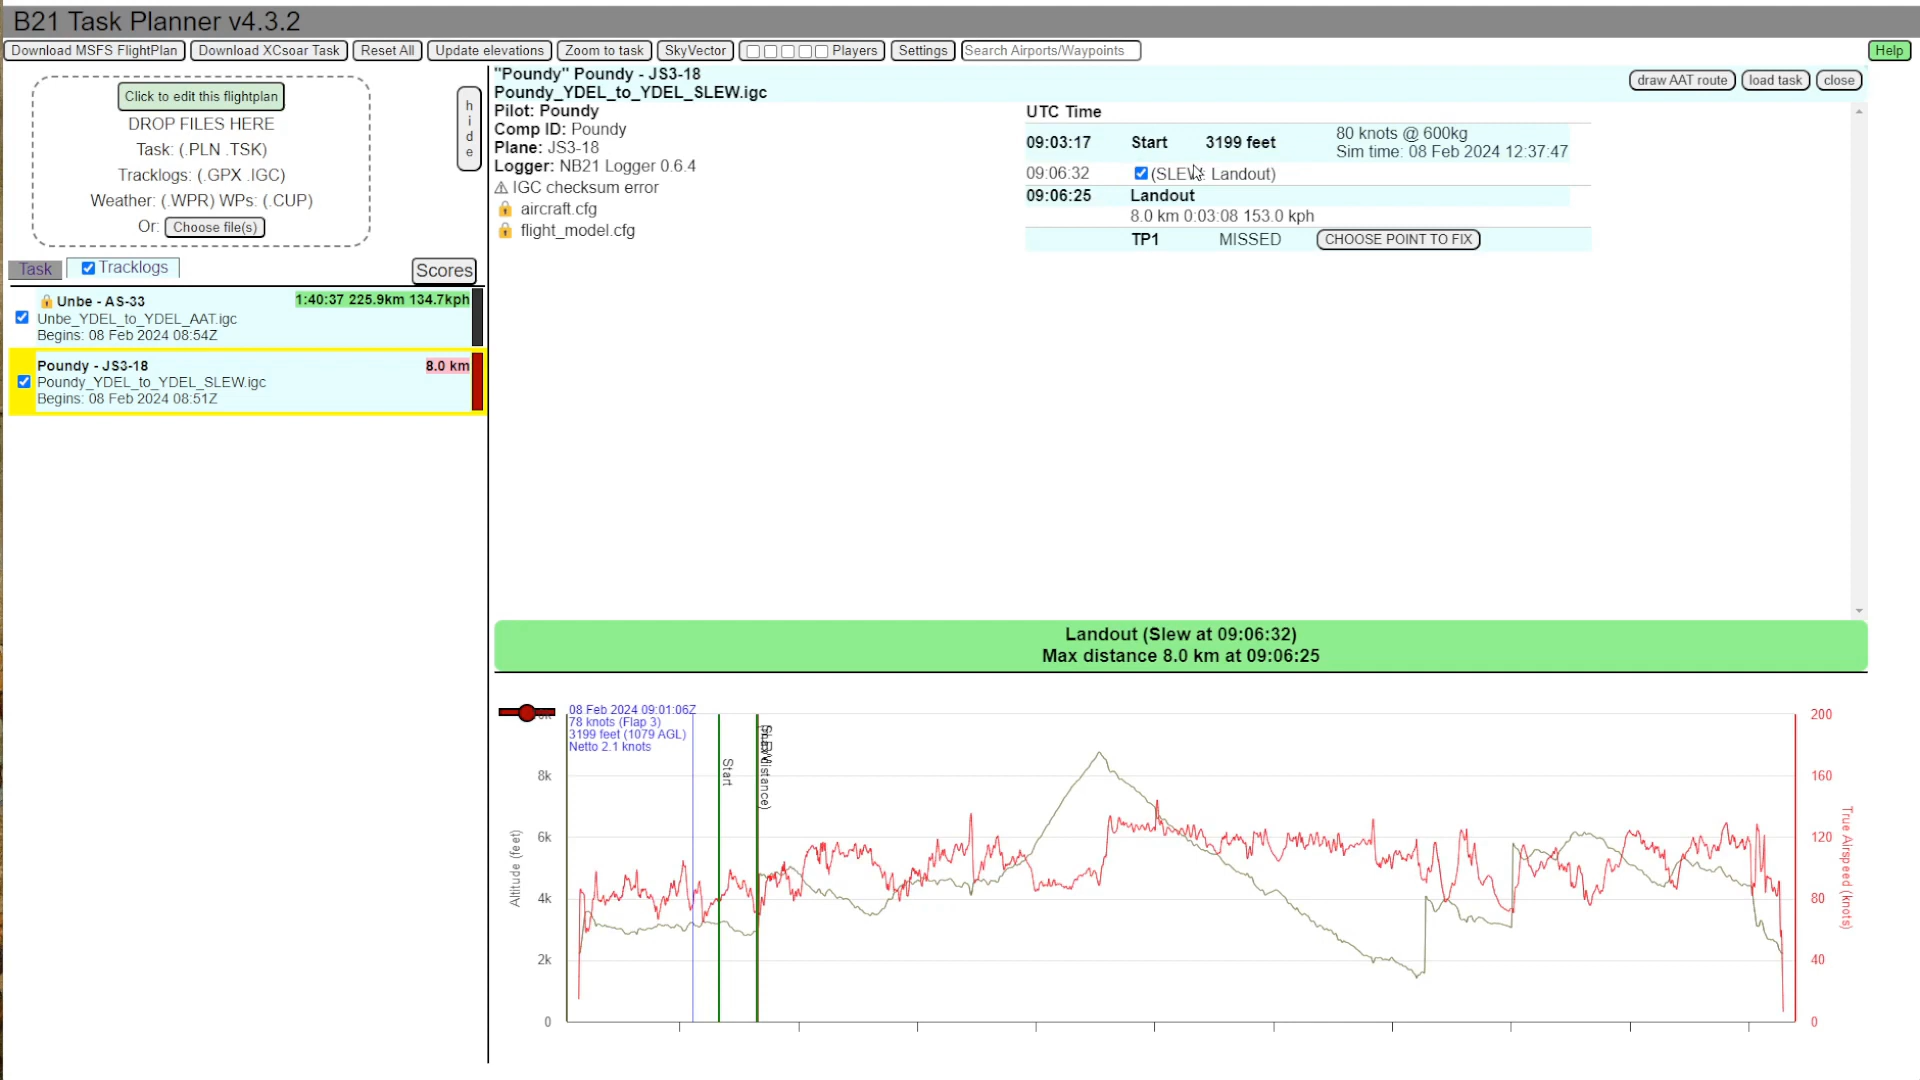 B21 Task Planner v4.3.2
Download MSFS FlightPlan Download XCsoar Task Reset All Update elevations Zoom to task SkyVector Players Settings Search Airports/Waypoints Help
Click to edit this flightplan
DROP FILES HERE
Task: (.PLN .TSK)
Tracklogs: (.GPX .IGC)
Weather: (.WPR) WPs: (.CUP)
Or: Choose file(s)
hide
Task Tracklogs Scores
Unbe - AS-33 1:40:37 225.9km 134.7kph
Unbe_YDEL_to_YDEL_AAT.igc
Begins: 08 Feb 2024 08:54Z
Poundy - JS3-18 8.0 km
Poundy_YDEL_to_YDEL_SLEW.igc
Begins: 08 Feb 2024 08:51Z
"Poundy" Poundy - JS3-18
Poundy_YDEL_to_YDEL_SLEW.igc
draw AAT route load task close
Pilot: Poundy
Comp ID: Poundy
Plane: JS3-18
Logger: NB21 Logger 0.6.4
⚠ IGC checksum error
aircraft.cfg
flight_model.cfg
UTC Time
09:03:17 Start 3199 feet 80 knots @ 600kg
Sim time: 08 Feb 2024 12:37:47
09:06:32 (SLEW: Landout)
09:06:25 Landout
8.0 km 0:03:08 153.0 kph
TP1 MISSED CHOOSE POINT TO FIX
Landout (Slew at 09:06:32)
Max distance 8.0 km at 09:06:25
08 Feb 2024 09:01:06Z
78 knots (Flap 3)
3199 feet (1079 AGL)
Netto 2.1 knots
Start
8k
6k
4k
2k
0
Altitude (feet)
200
160
120
80
40
0
True Airspeed (knots)